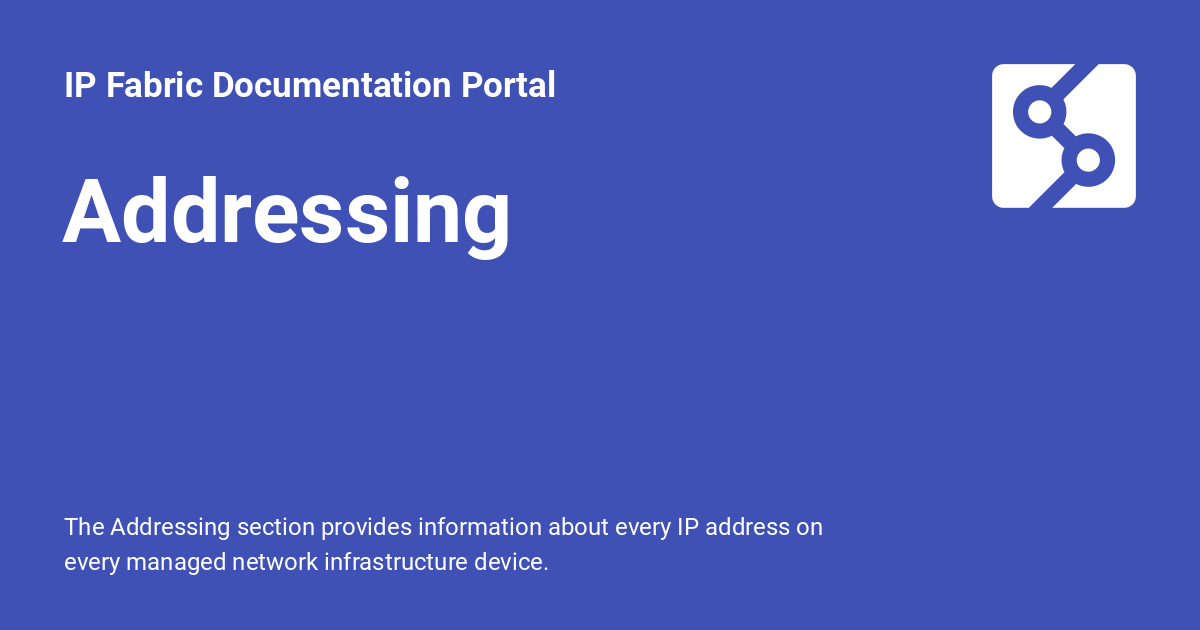 IP Fabric Documentation Portal
Addressing
The Addressing section provides information about every IP address on
every managed network infrastructure device.